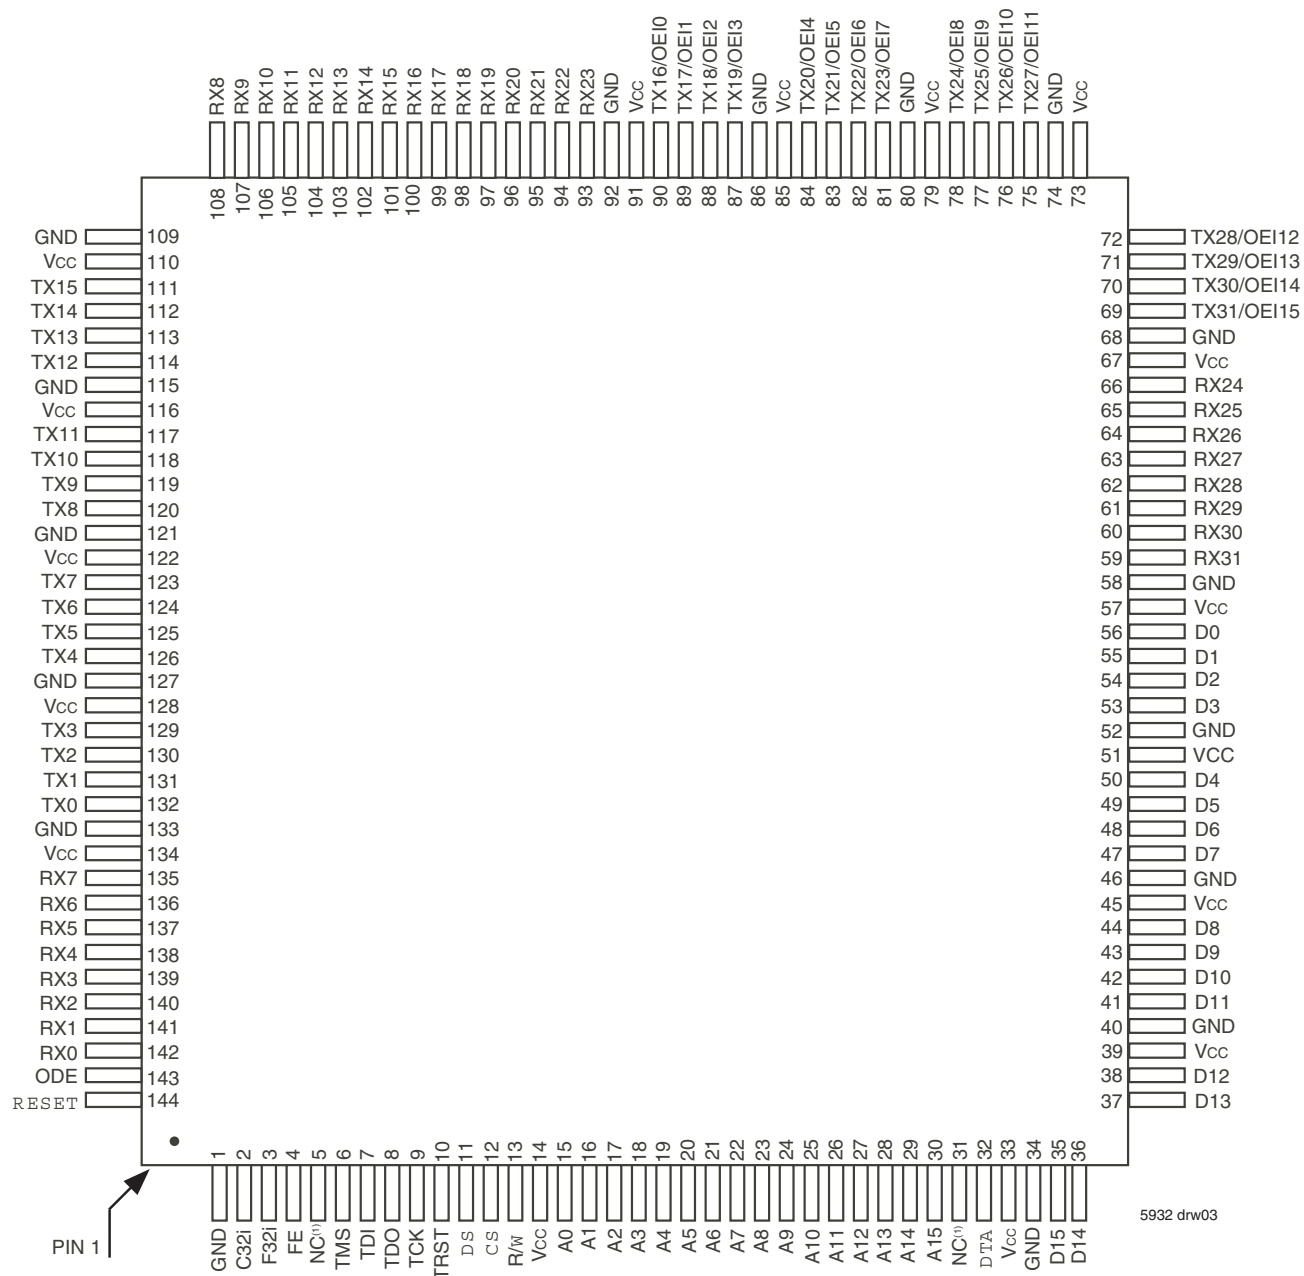 RX8 RX9 RX10 RX11 RX12 RX13 RX14 RX15 RX16 RX17 RX18 RX19 RX20 RX21 RX22 RX23 GND Vcc TX16/OEI0 TX17/OEI1 TX18/OEI2 TX19/OEI3 GND Vcc TX20/OEI4 TX21/OEI5 TX22/OEI6 TX23/OEI7 GND Vcc TX24/OEI8 TX25/OEI9 TX26/OEI10 TX27/OEI11 GND Vcc
108 107 106 105 104 103 102 101 100 99 98 97 96 95 94 93 92 91 90 89 88 87 86 85 84 83 82 81 80 79 78 77 76 75 74 73
GND 109 72 TX28/OEI12
Vcc 110 71 TX29/OEI13
TX15 111 70 TX30/OEI14
TX14 112 69 TX31/OEI15
TX13 113 68 GND
TX12 114 67 Vcc
GND 115 66 RX24
Vcc 116 65 RX25
TX11 117 64 RX26
TX10 118 63 RX27
TX9 119 62 RX28
TX8 120 61 RX29
GND 121 60 RX30
Vcc 122 59 RX31
TX7 123 58 GND
TX6 124 57 Vcc
TX5 125 56 D0
TX4 126 55 D1
GND 127 54 D2
Vcc 128 53 D3
TX3 129 52 GND
TX2 130 51 VCC
TX1 131 50 D4
TX0 132 49 D5
GND 133 48 D6
Vcc 134 47 D7
RX7 135 46 GND
RX6 136 45 Vcc
RX5 137 44 D8
RX4 138 43 D9
RX3 139 42 D10
RX2 140 41 D11
RX1 141 40 GND
RX0 142 39 Vcc
ODE 143 38 D12
RESET 144 37 D13
1 2 3 4 5 6 7 8 9 10 11 12 13 14 15 16 17 18 19 20 21 22 23 24 25 26 27 28 29 30 31 32 33 34 35 36
GND C32i F32i FE NC(1) TMS TDI TDO TCK TRST DS CS R/W Vcc A0 A1 A2 A3 A4 A5 A6 A7 A8 A9 A10 A11 A12 A13 A14 A15 NC(1) DTA Vcc GND D15 D14
5932 drw03
PIN 1